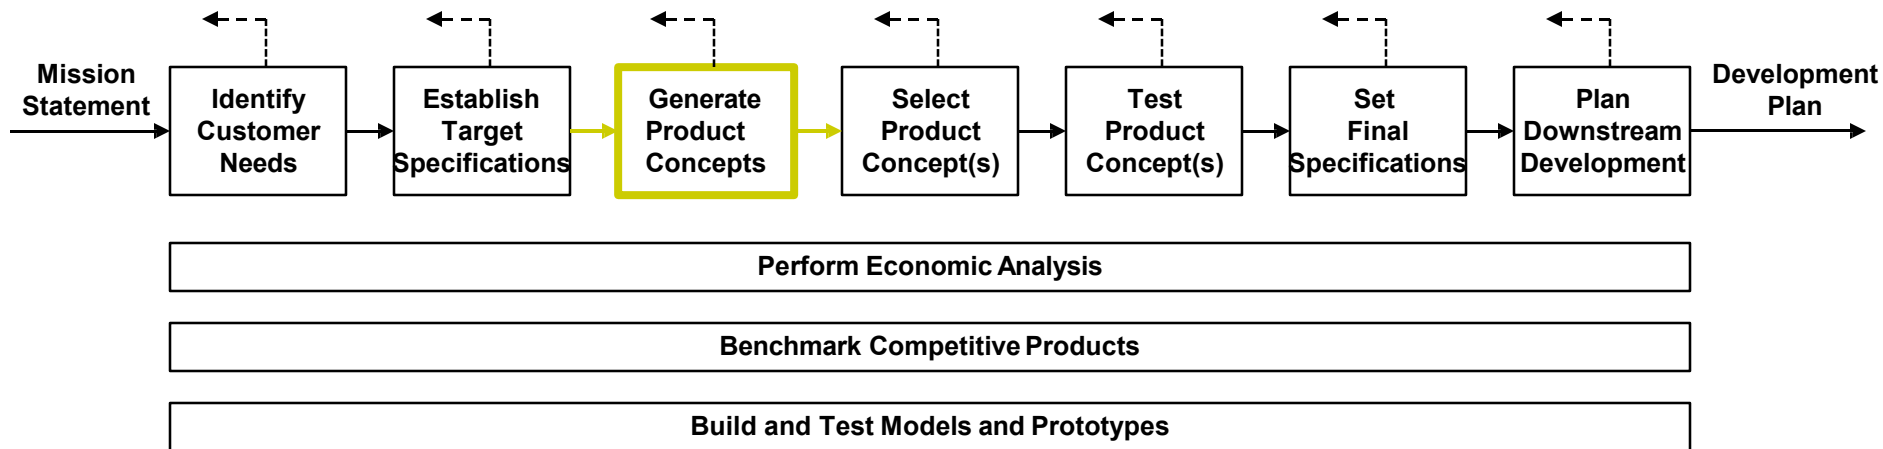 Mission
Statement
Identify
Customer
Needs
Establish
Target
Specifications
Generate
Product
Concepts
Select
Product
Concept(s)
Test
Product
Concept(s)
Set
Final
Specifications
Plan
Downstream
Development
Development
Plan
Perform Economic Analysis
Benchmark Competitive Products
Build and Test Models and Prototypes